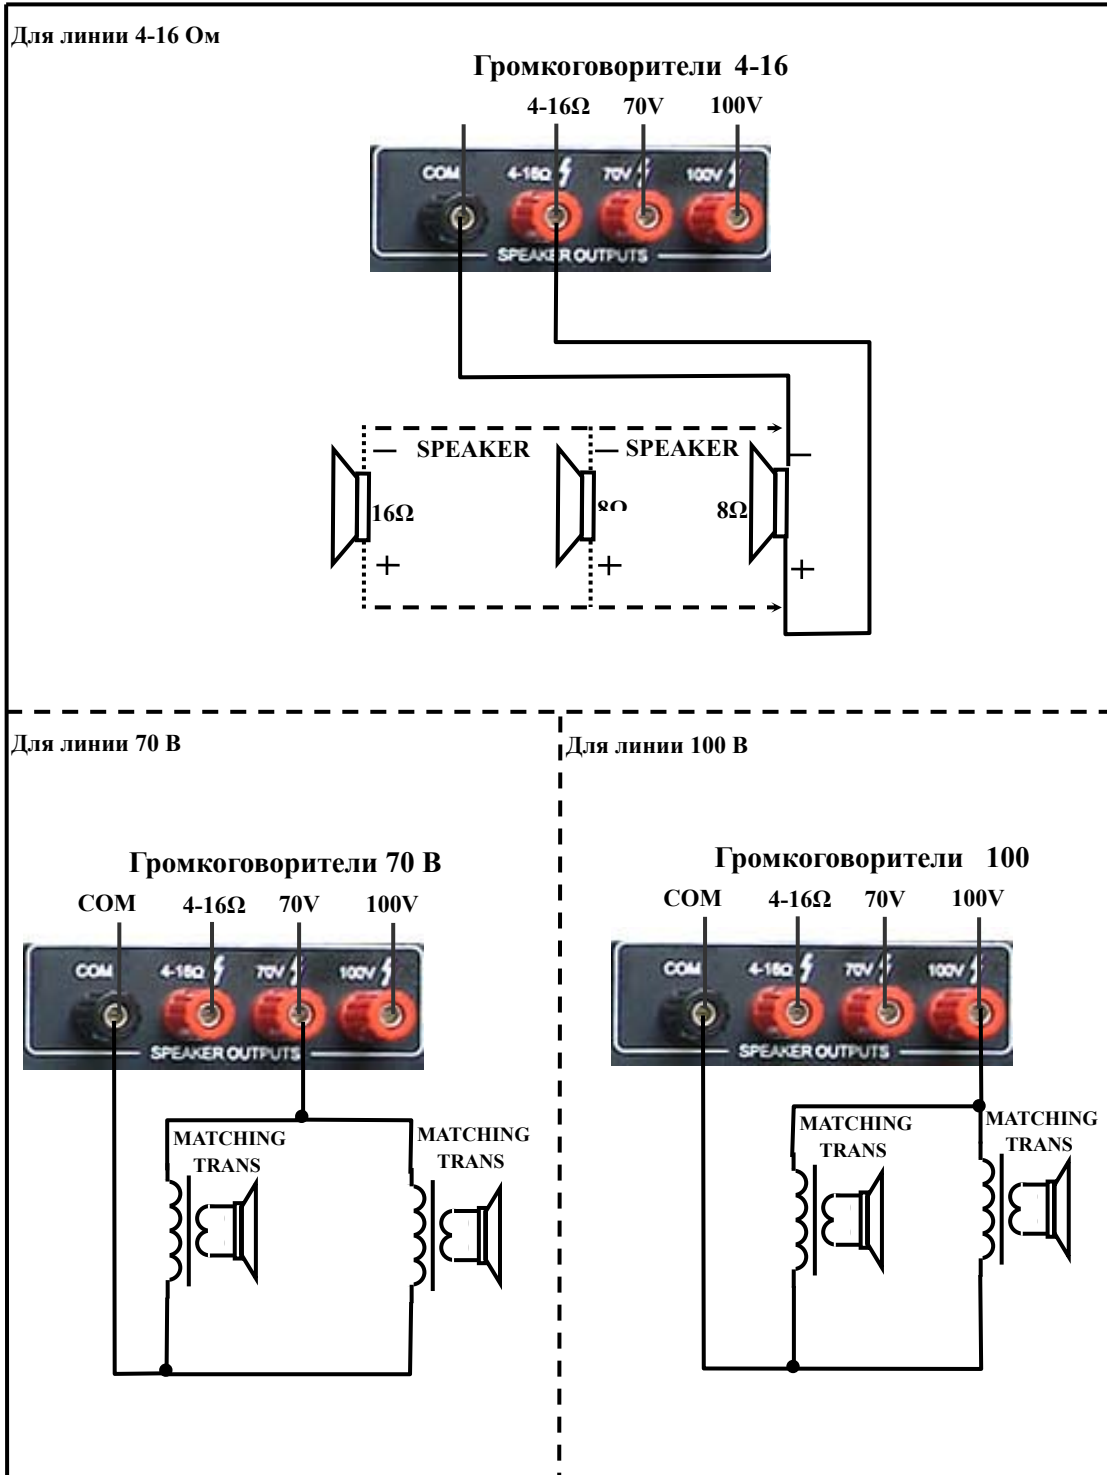 Для линии 4-16 Ом
Громкоговорители 4-16
4-16Ω 70V 100V
COM 4-16Ω 70V 100V
SPEAKER OUTPUTS
— SPEAKER — SPEAKER —
16Ω 8Ω 8Ω
+ + +
Для линии 70 В
Громкоговорители 70 В
COM 4-16Ω 70V 100V
COM 4-16Ω 70V 100V
SPEAKER OUTPUTS
MATCHING TRANS
MATCHING TRANS
Для линии 100 В
Громкоговорители 100
COM 4-16Ω 70V 100V
COM 4-16Ω 70V 100V
SPEAKER OUTPUTS
MATCHING TRANS
MATCHING TRANS